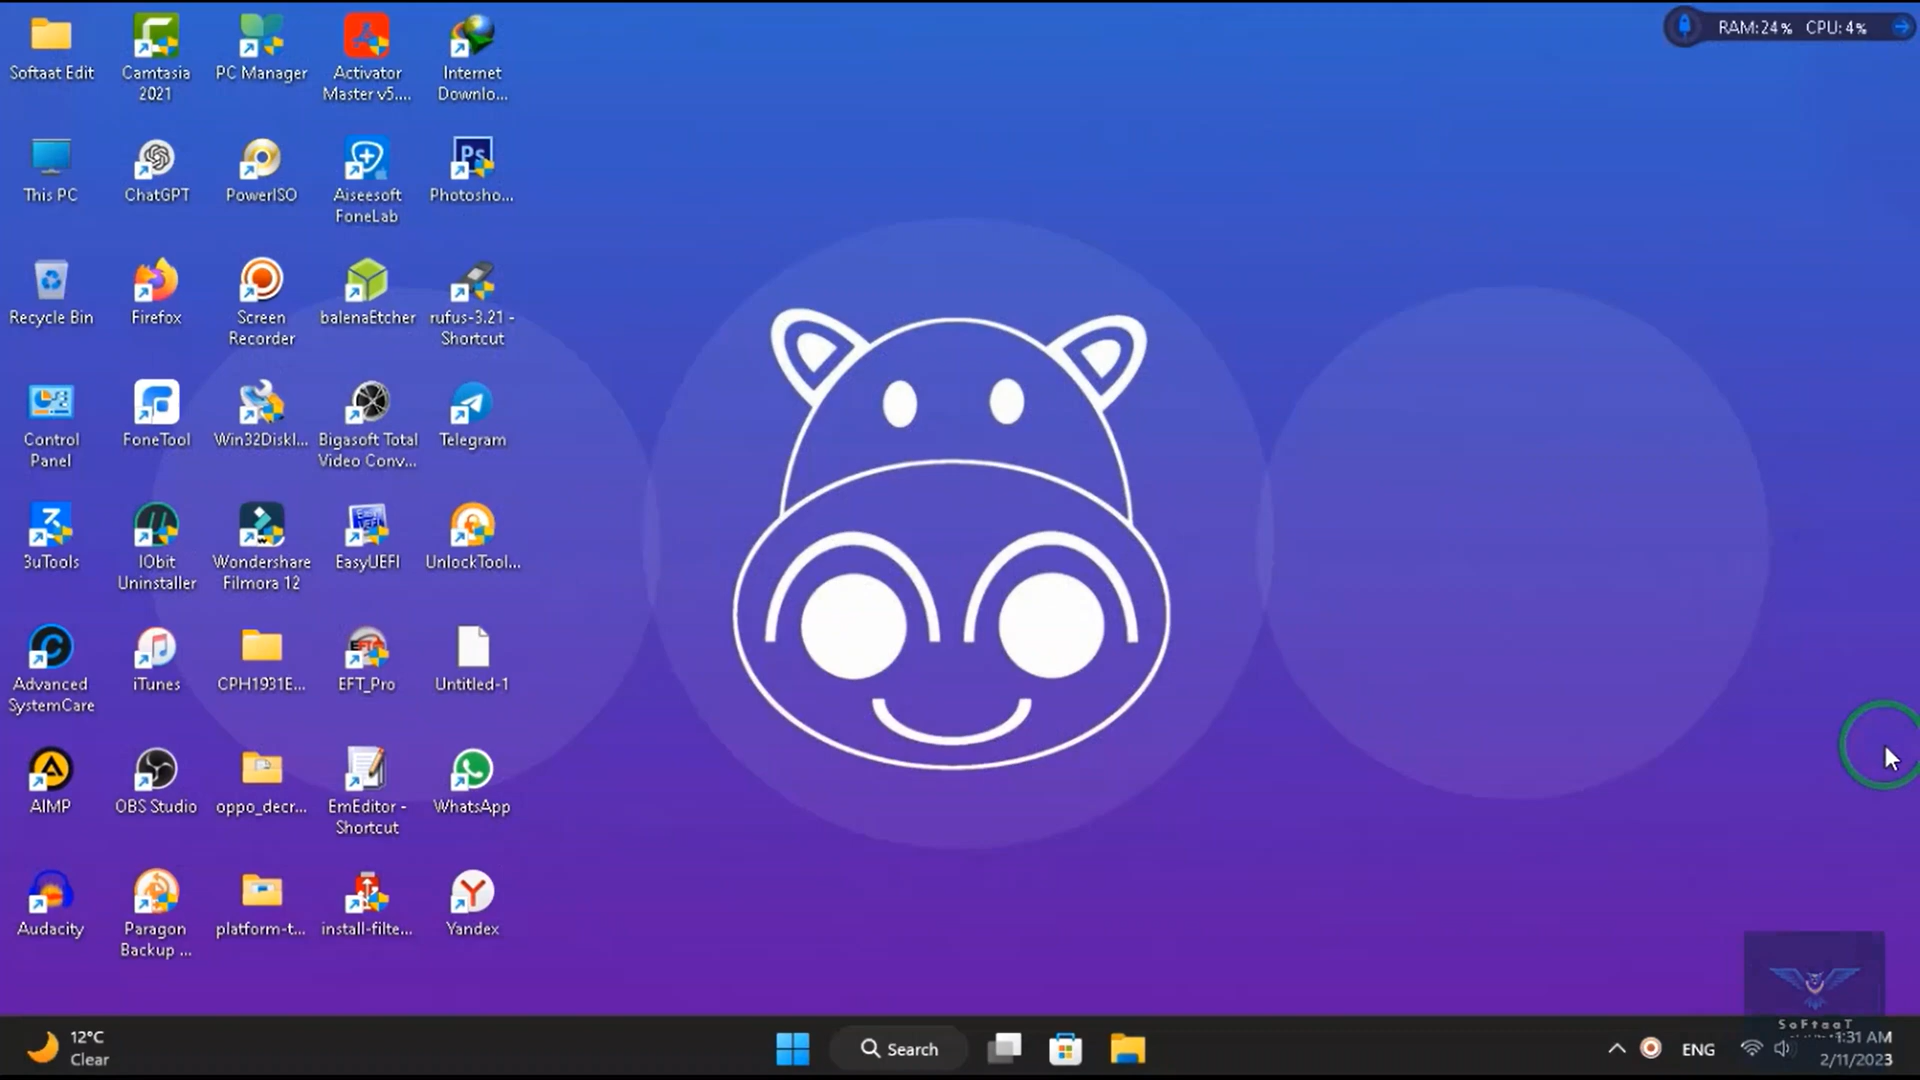 RAM:24% CPU:4%
Softaat Edit
Camtasia
2021
PC Manager
Activator
Master v5....
Internet
Downlo...
This PC
ChatGPT
PowerISO
Aiseesoft
FoneLab
Ps
Photosho...
Recycle Bin
Firefox
Screen
Recorder
balenaEtcher
rufus-3.21 -
Shortcut
Control
Panel
FoneTool
Win32DiskI...
Bigasoft Total
Video Conv...
Telegram
3uTools
IObit
Uninstaller
Wondershare
Filmora 12
EasyUEFI
UnlockTool...
Advanced
SystemCare
iTunes
CPH1931E...
EFT_Pro
Untitled-1
AIMP
OBS Studio
oppo_decr...
EmEditor -
Shortcut
WhatsApp
Audacity
Paragon
Backup ...
platform-t...
install-filte...
Yandex
12°C
Clear
Search
ENG
SoFtaaT
1:31 AM
2/11/2023